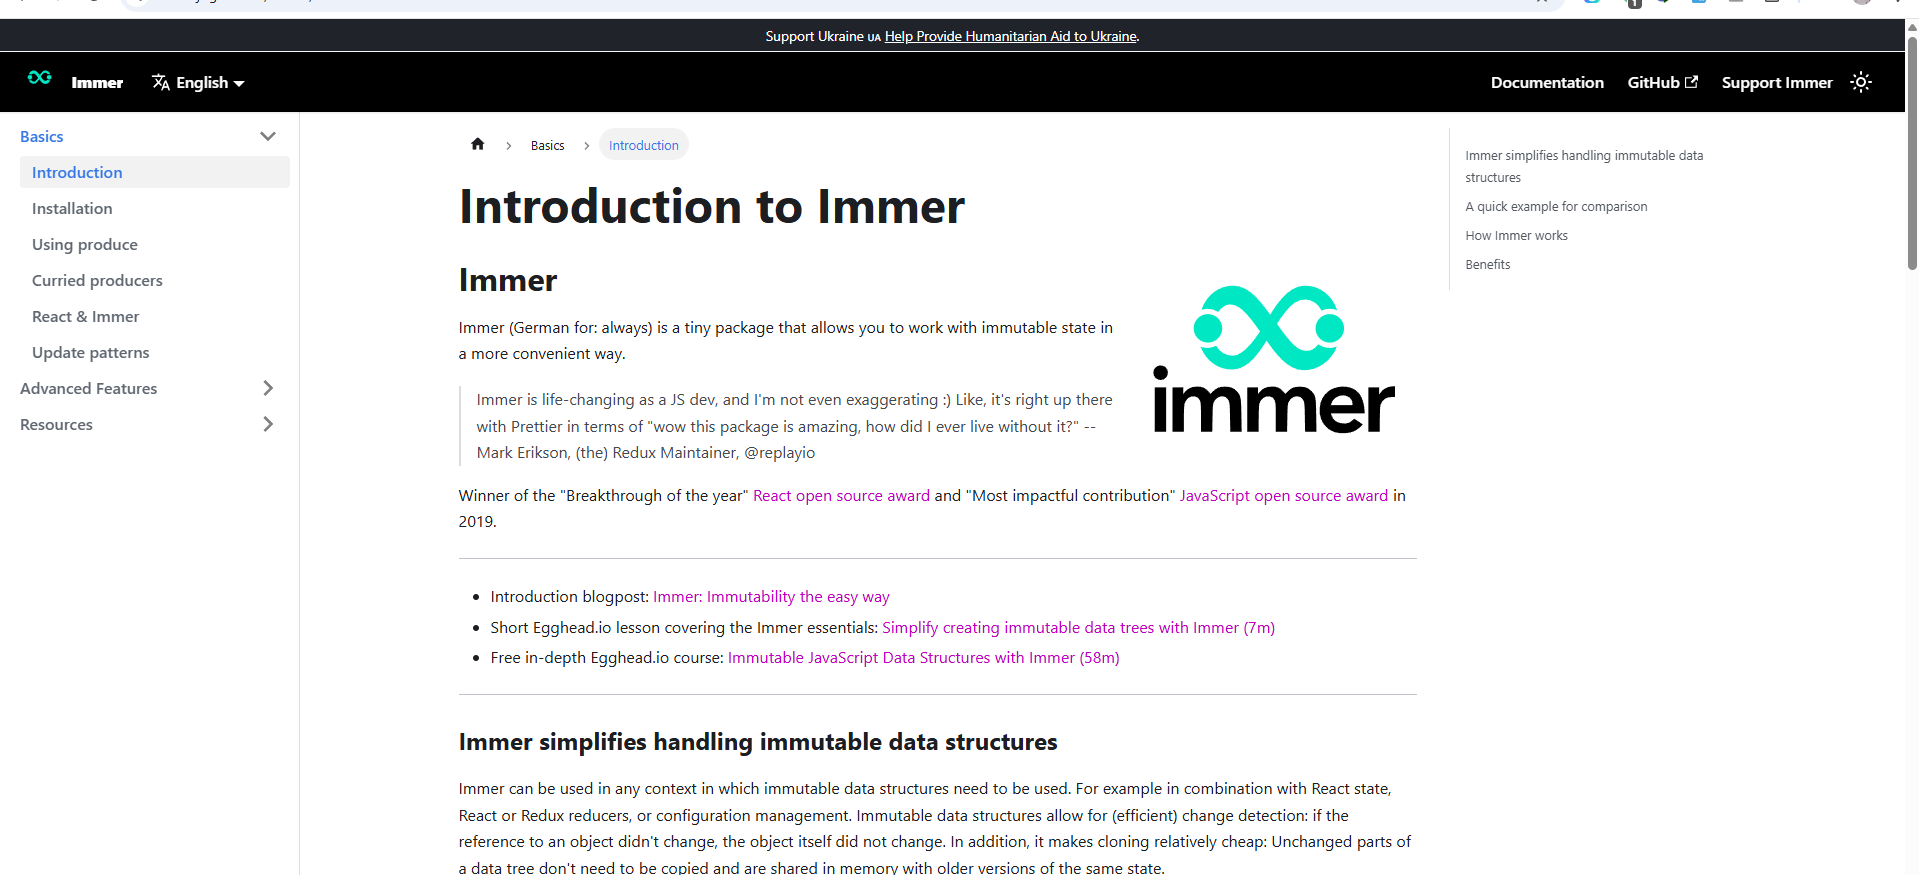 Support Ukraine UA Help Provide Humanitarian Aid to Ukraine.
Immer
English
Documentation
GitHub
Support Immer
Basics
Introduction
Installation
Using produce
Curried producers
React & Immer
Update patterns
Advanced Features
Resources
Basics
Introduction
Introduction to Immer
Immer
Immer (German for: always) is a tiny package that allows you to work with immutable state in
a more convenient way.
Immer is life-changing as a JS dev, and I'm not even exaggerating :) Like, it's right up there
with Prettier in terms of "wow this package is amazing, how did I ever live without it?" --
Mark Erikson, (the) Redux Maintainer, @replayio
immer
Winner of the "Breakthrough of the year" React open source award and "Most impactful contribution" JavaScript open source award in
2019.
Introduction blogpost: Immer: Immutability the easy way
Short Egghead.io lesson covering the Immer essentials: Simplify creating immutable data trees with Immer (7m)
Free in-depth Egghead.io course: Immutable JavaScript Data Structures with Immer (58m)
Immer simplifies handling immutable data structures
Immer can be used in any context in which immutable data structures need to be used. For example in combination with React state,
React or Redux reducers, or configuration management. Immutable data structures allow for (efficient) change detection: if the
reference to an object didn't change, the object itself did not change. In addition, it makes cloning relatively cheap: Unchanged parts of
a data tree don't need to be copied and are shared in memory with older versions of the same state.
Immer simplifies handling immutable data
structures
A quick example for comparison
How Immer works
Benefits